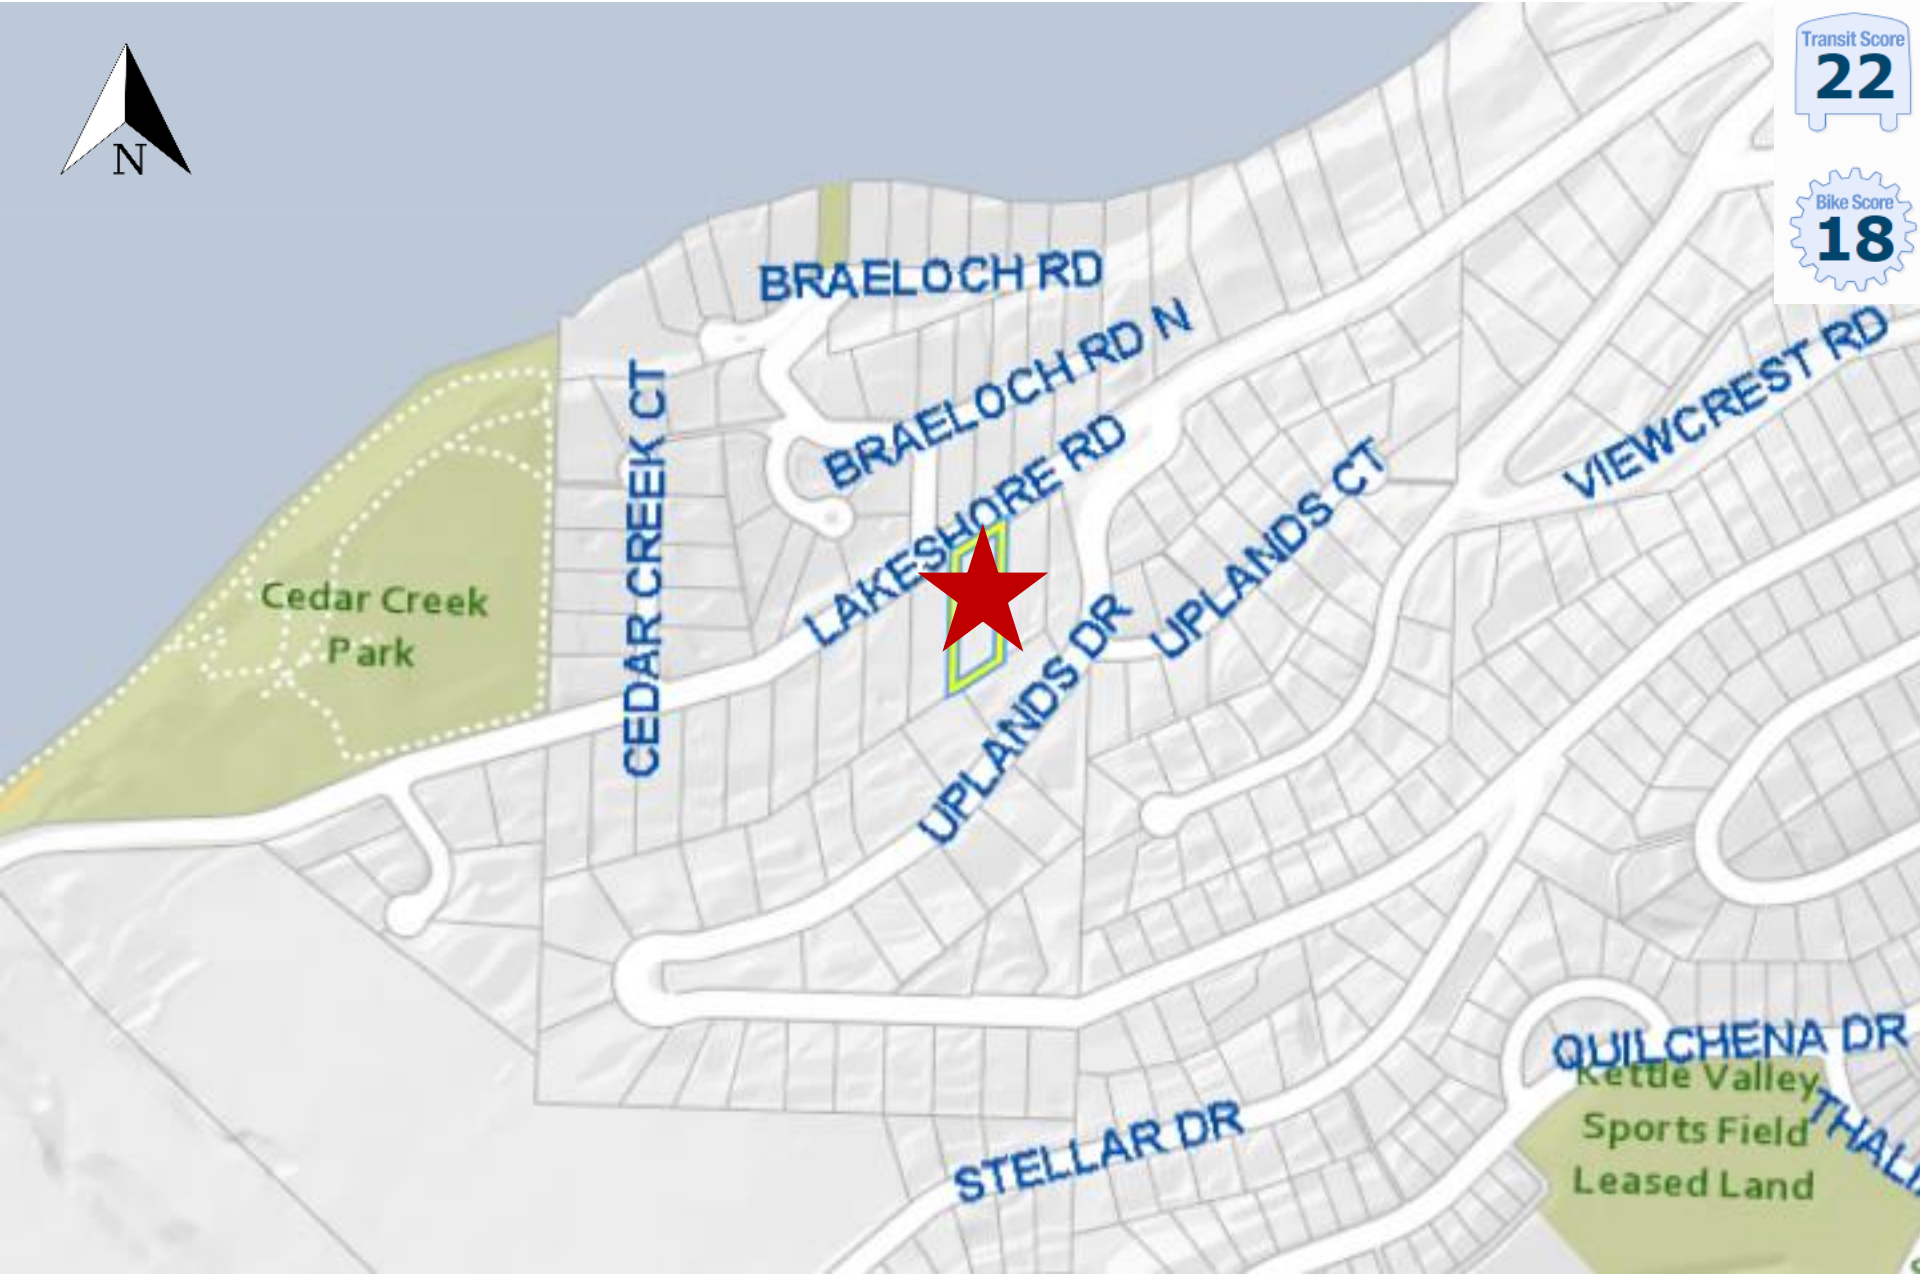 N
Transit Score
22
Bike Score
18
BRAELOCH RD
BRAELOCH RD N
VIEWCREST RD
CEDAR CREEK CT
LAKESHORE RD
UPLANDS CT
Cedar Creek
Park
UPLANDS DR
QUILCHENA DR
Kettle Valley
Sports Field
Leased Land
STELLAR DR